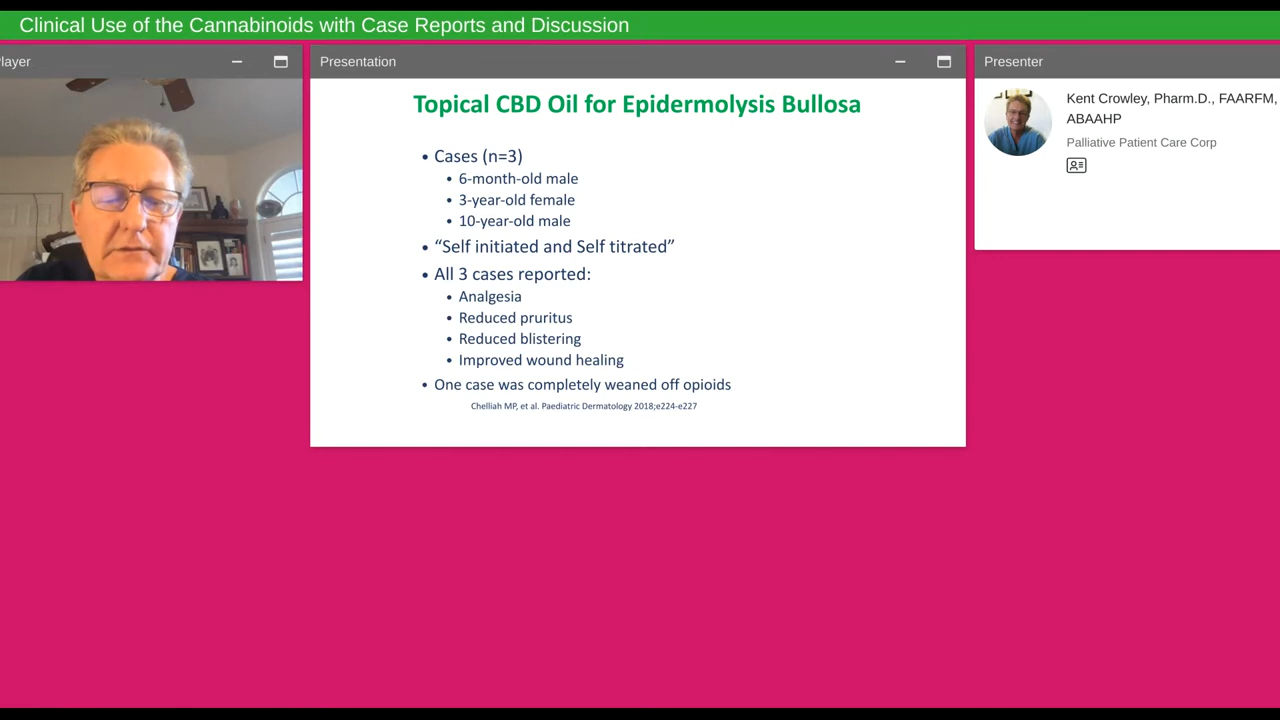 Clinical Use of the Cannabinoids with Case Reports and Discussion
layer
Presentation
Topical CBD Oil for Epidermolysis Bullosa
• Cases (n=3)
• 6-month-old male
• 3-year-old female
• 10-year-old male
• “Self initiated and Self titrated”
• All 3 cases reported:
• Analgesia
• Reduced pruritus
• Reduced blistering
• Improved wound healing
• One case was completely weaned off opioids
Chelliah MP, et al. Paediatric Dermatology 2018;e224-e227
Presenter
Kent Crowley, Pharm.D., FAARFM,
ABAAHP
Palliative Patient Care Corp